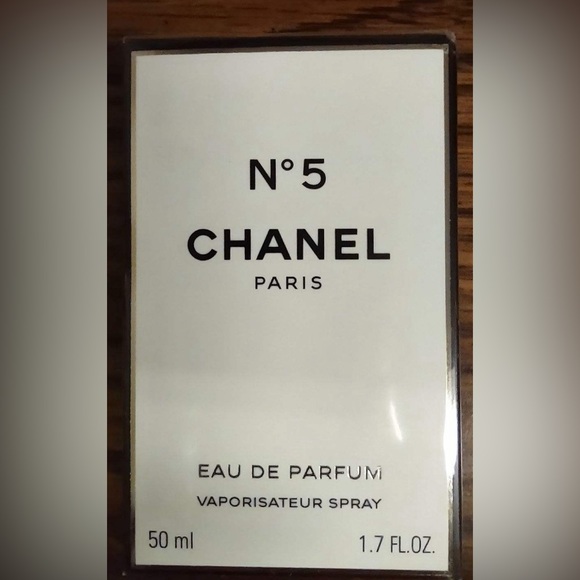 N° 5
CHANEL
PARIS
EAU DE PARFUM
VAPORISATEUR SPRAY
50 ml 1.7 FL.OZ.